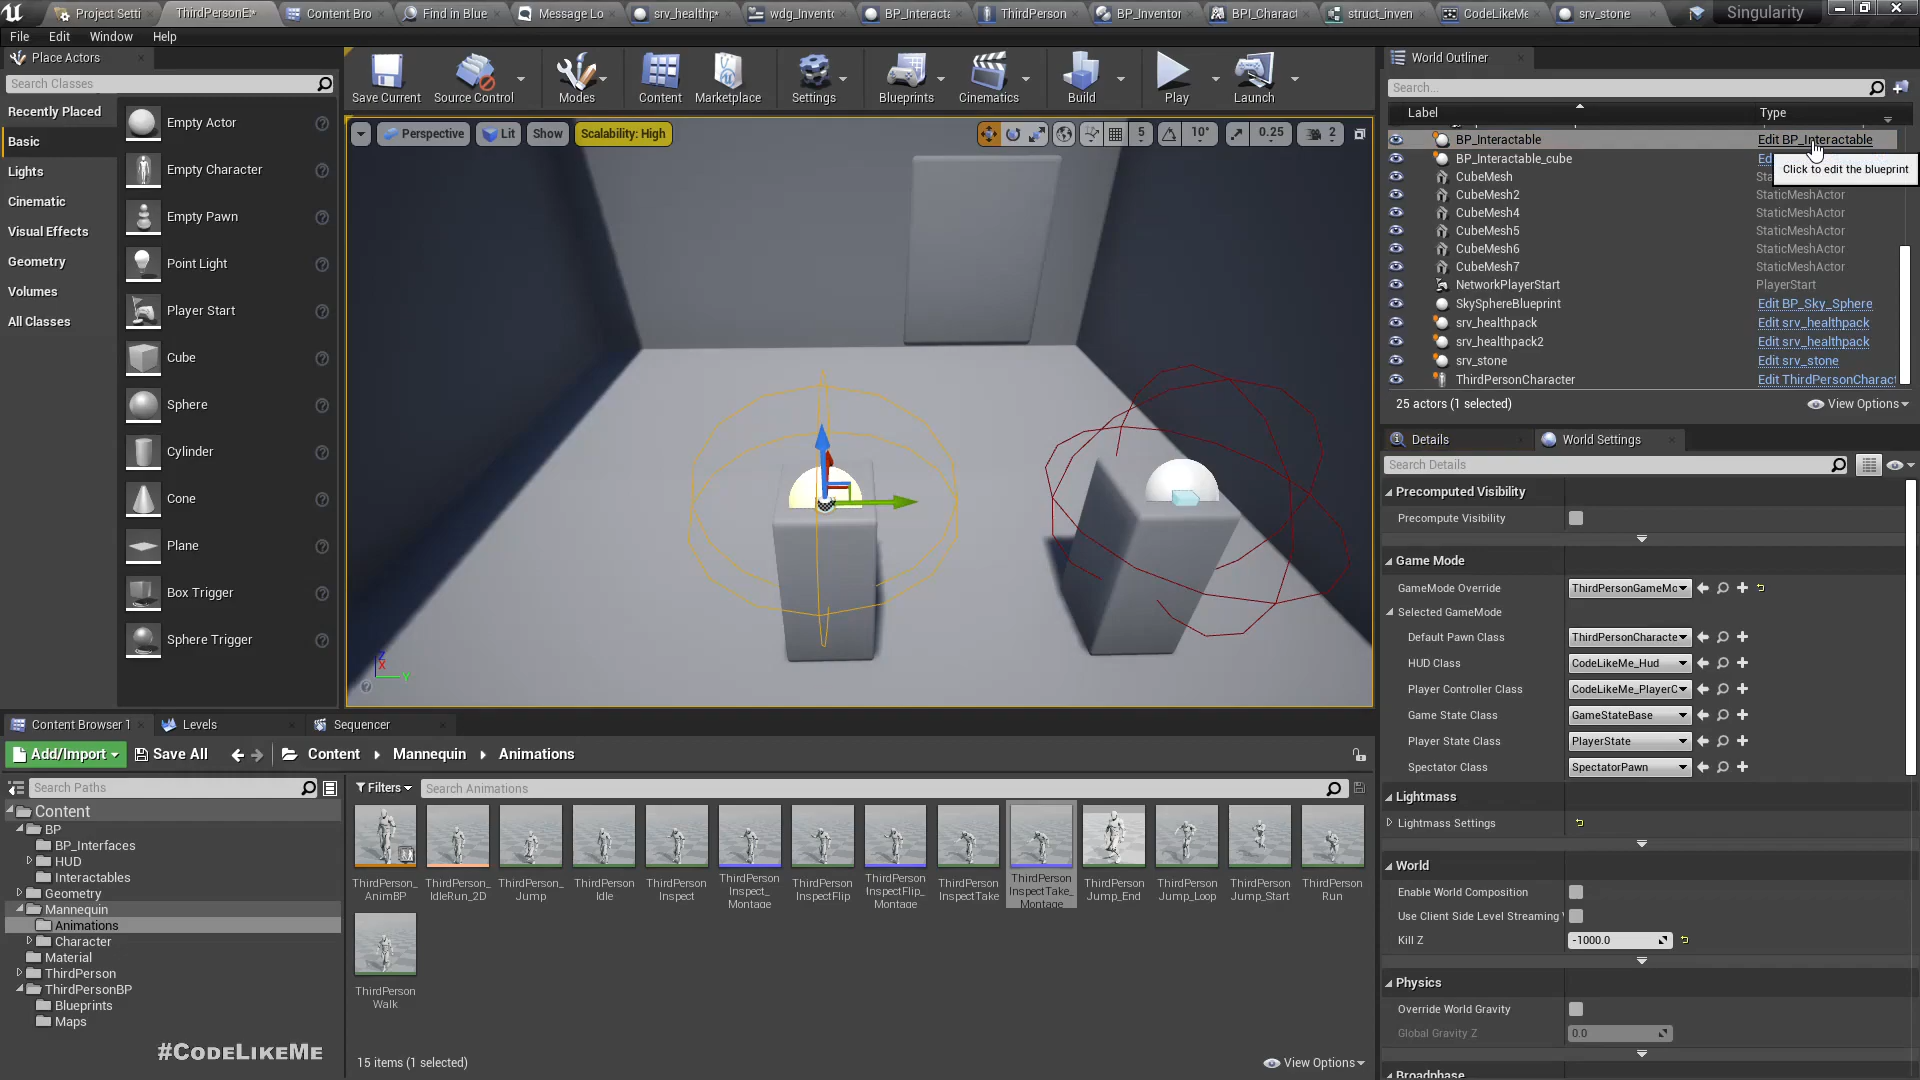 Project Setti
ThirdPersonE*
Content Bro
Find in Blue
Message Lo
srv_healthp*
wdg_Invent
BP_Interact
ThirdPerson
BP_Inventor
BPI_Charact
struct_inven
CodeLikeMe
srv_stone
Singularity
File
Edit
Window
Help
Place Actors
Search Classes
Recently Placed
Basic
Lights
Cinematic
Visual Effects
Geometry
Volumes
All Classes
Empty Actor
Empty Character
Empty Pawn
Point Light
Player Start
Cube
Sphere
Cylinder
Cone
Plane
Box Trigger
Sphere Trigger
Save Current
Source Control
Modes
Content
Marketplace
Settings
Blueprints
Cinematics
Build
Play
Launch
Perspective
Lit
Show
Scalability: High
5
10°
0.25
2
Z
X
Y
World Outliner
Search...
Label
Type
BP_Interactable
Edit BP_Interactable
BP_Interactable_cube
Ed
Click to edit the blueprint
CubeMesh
Sta
CubeMesh2
StaticMeshActor
CubeMesh4
StaticMeshActor
CubeMesh5
StaticMeshActor
CubeMesh6
StaticMeshActor
CubeMesh7
StaticMeshActor
NetworkPlayerStart
PlayerStart
SkySphereBlueprint
Edit BP_Sky_Sphere
srv_healthpack
Edit srv_healthpack
srv_healthpack2
Edit srv_healthpack
srv_stone
Edit srv_stone
ThirdPersonCharacter
Edit ThirdPersonCharact
25 actors (1 selected)
View Options
Details
World Settings
Search Details
Precomputed Visibility
Precompute Visibility
Game Mode
GameMode Override
ThirdPersonGameMo
Selected GameMode
Default Pawn Class
ThirdPersonCharacte
HUD Class
CodeLikeMe_Hud
Player Controller Class
CodeLikeMe_PlayerC
Game State Class
GameStateBase
Player State Class
PlayerState
Spectator Class
SpectatorPawn
Lightmass
Lightmass Settings
World
Enable World Composition
Use Client Side Level Streaming
Kill Z
-1000.0
Physics
Override World Gravity
Global Gravity Z
0.0
Broadphase
Content Browser 1
Levels
Sequencer
Add/Import
Save All
Content
Mannequin
Animations
Search Paths
Filters
Search Animations
Content
BP
BP_Interfaces
HUD
Interactables
Geometry
Mannequin
Animations
Character
Material
ThirdPerson
ThirdPersonBP
Blueprints
Maps
ThirdPerson_
AnimBP
ThirdPerson_
IdleRun_2D
ThirdPerson_
Jump
ThirdPerson
Idle
ThirdPerson
Inspect
ThirdPerson
Inspect_
Montage
ThirdPerson
InspectFlip
ThirdPerson
InspectFlip_
Montage
ThirdPerson
InspectTake
ThirdPerson
InspectTake_
Montage
ThirdPerson
Jump_End
ThirdPerson
Jump_Loop
ThirdPerson
Jump_Start
ThirdPerson
Run
ThirdPerson
Walk
15 items (1 selected)
View Options
#CODELIKEME